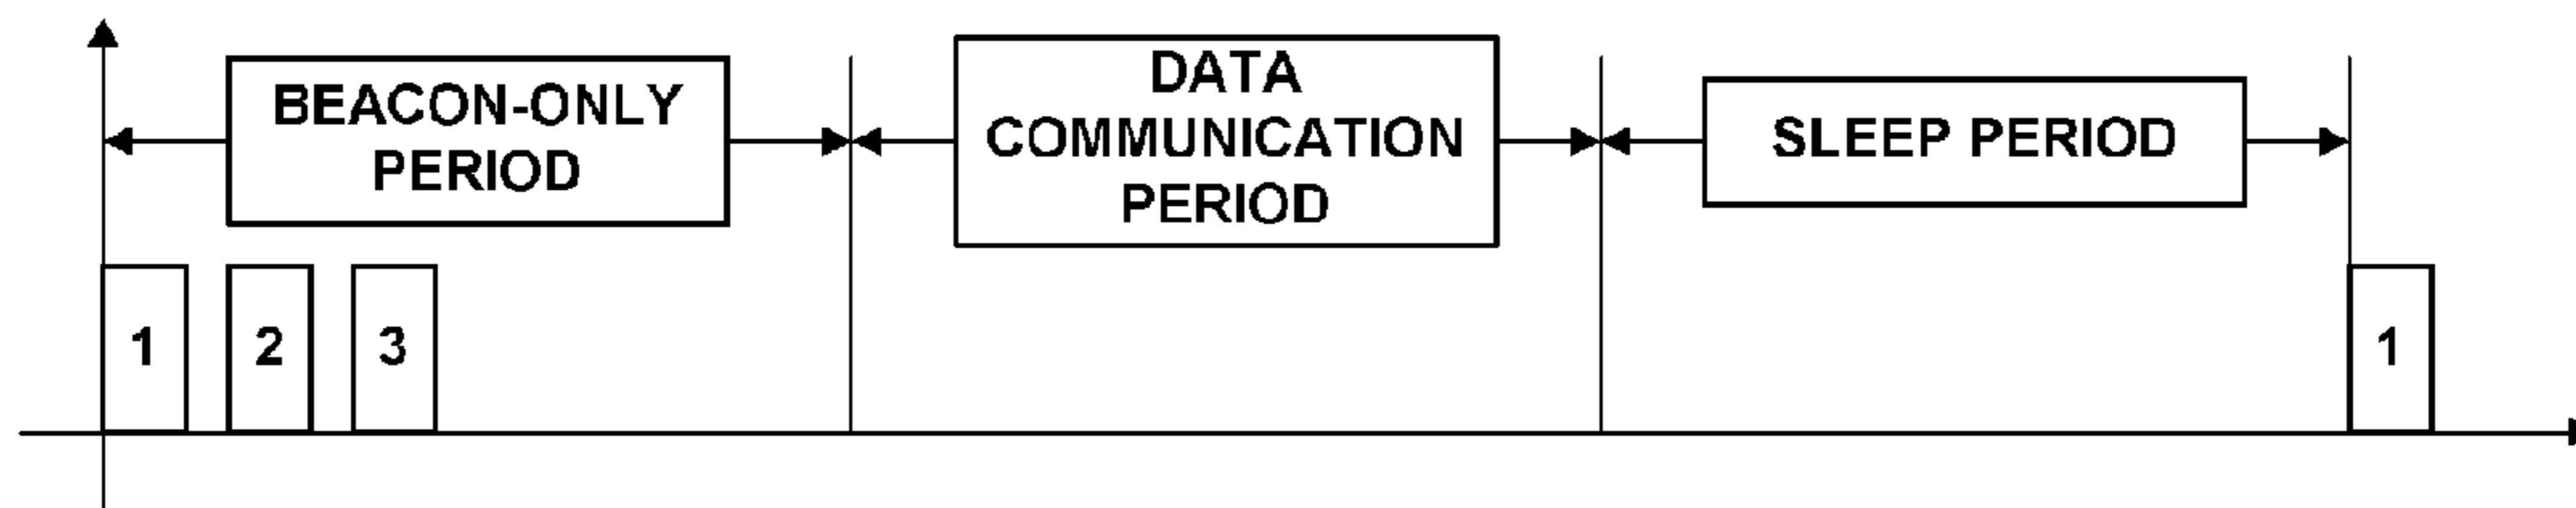 BEACON-ONLY
PERIOD
DATA
COMMUNICATION
PERIOD
SLEEP PERIOD
1
2
3
1